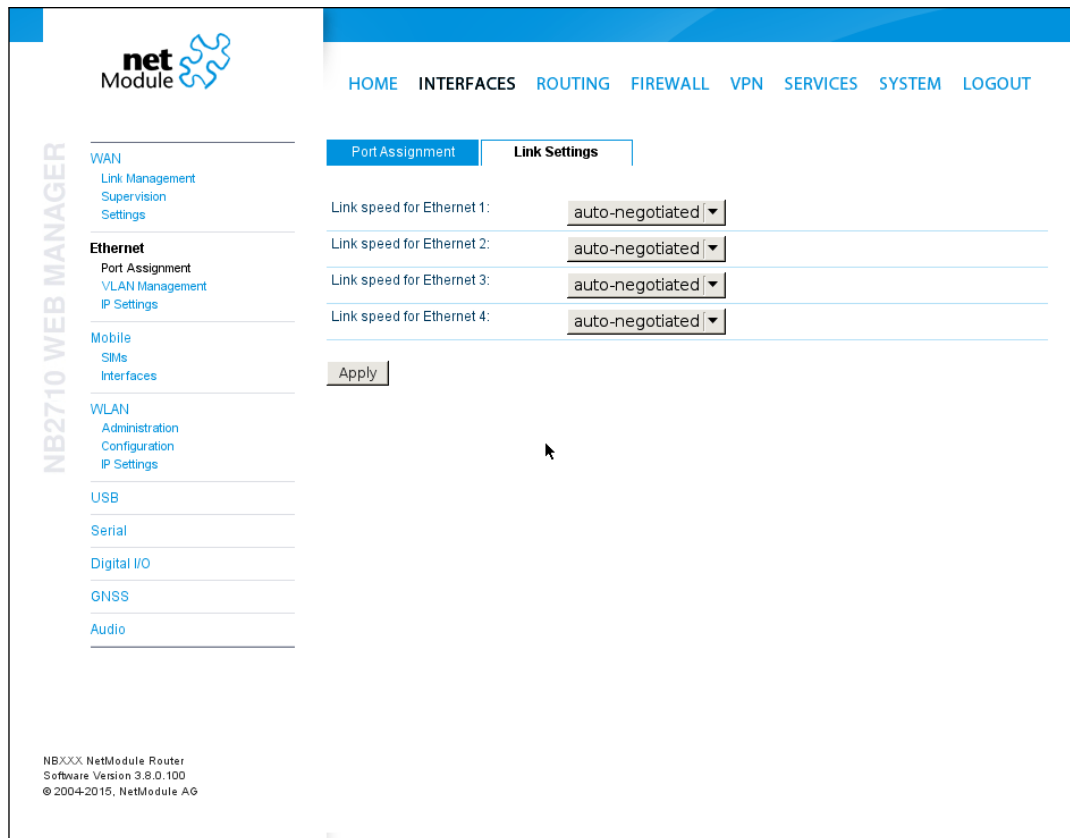 net
Module
HOME INTERFACES ROUTING FIREWALL VPN SERVICES SYSTEM LOGOUT
NB2710 WEB MANAGER
WAN
Link Management
Supervision
Settings
Ethernet
Port Assignment
VLAN Management
IP Settings
Mobile
SIMs
Interfaces
WLAN
Administration
Configuration
IP Settings
USB
Serial
Digital I/O
GNSS
Audio
Port Assignment Link Settings
Link speed for Ethernet 1: auto-negotiated
Link speed for Ethernet 2: auto-negotiated
Link speed for Ethernet 3: auto-negotiated
Link speed for Ethernet 4: auto-negotiated
Apply
NBXXX NetModule Router
Software Version 3.8.0.100
© 2004-2015, NetModule AG